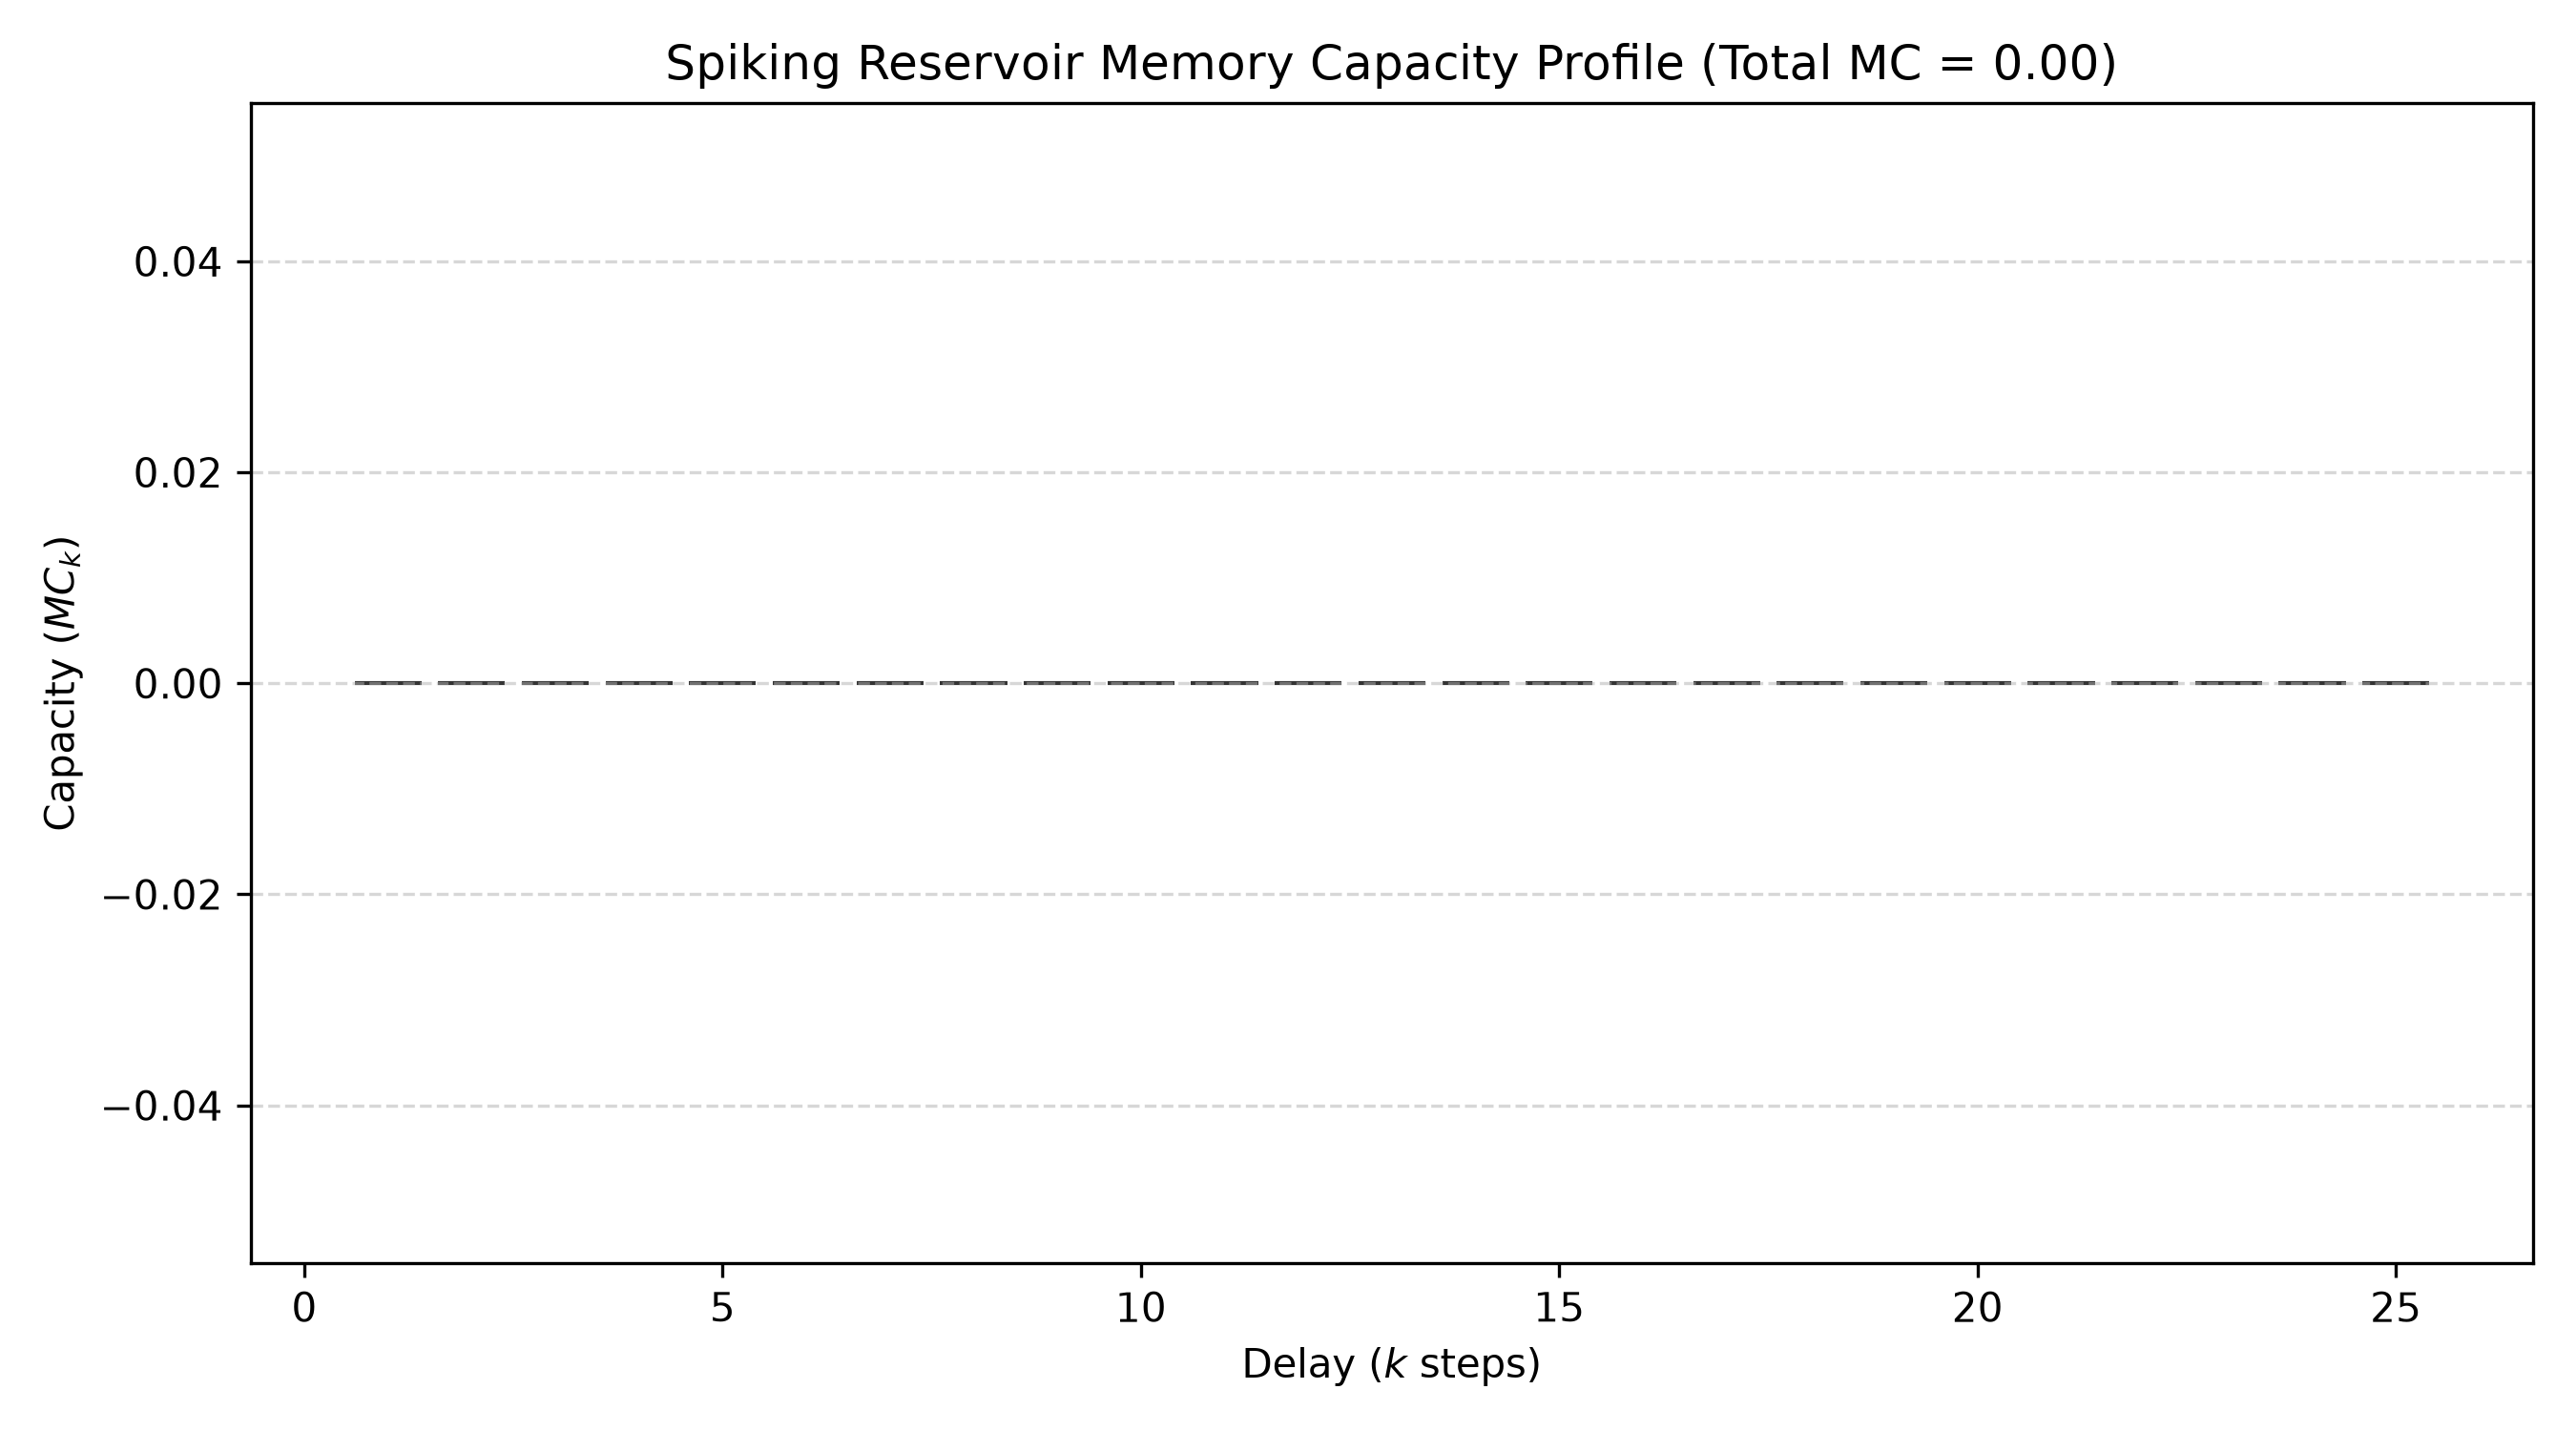 Spiking Reservoir Memory Capacity Profile (Total MC = 0.00)
Capacity (MCₖ)
0.04
0.02
0.00
−0.02
−0.04
0 5 10 15 20 25
Delay (k steps)